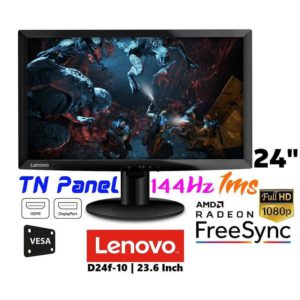 Lenovo
24"
TN Panel 144Hz 1ms
HDMI
DisplayPort
VESA
Lenovo
D24f-10 | 23.6 Inch
AMD
RADEON
FreeSync
Full HD
1080p